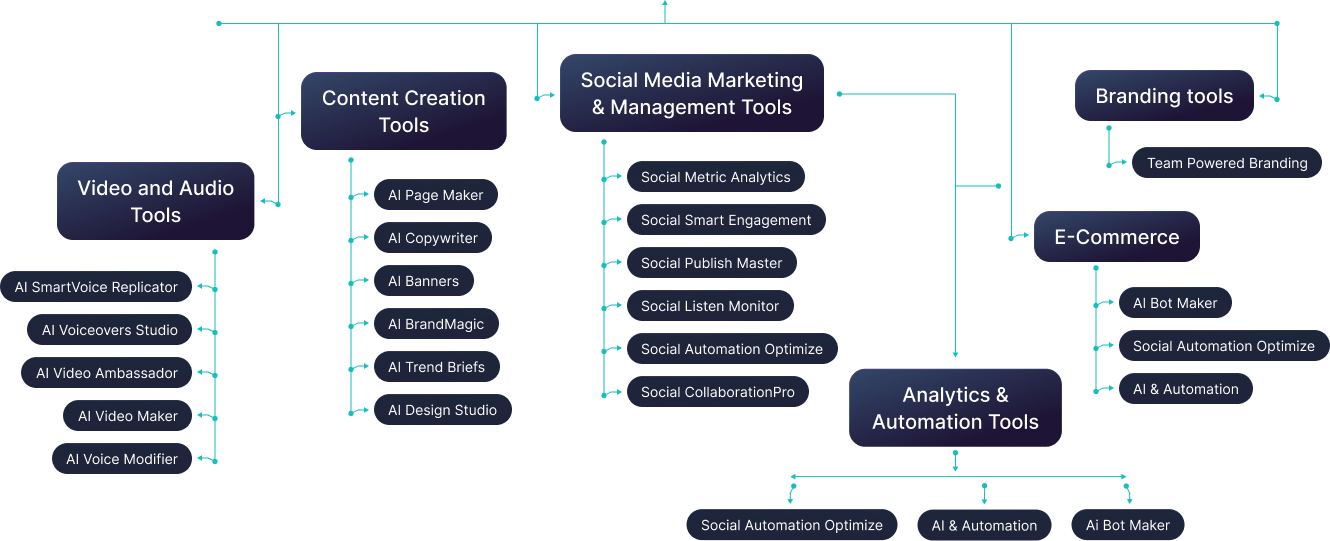 Content Creation
Tools
AI Page Maker
AI Copywriter
AI Banners
AI BrandMagic
AI Trend Briefs
AI Design Studio
Video and Audio
Tools
AI SmartVoice Replicator
AI Voiceovers Studio
AI Video Ambassador
AI Video Maker
AI Voice Modifier
Social Media Marketing
& Management Tools
Social Metric Analytics
Social Smart Engagement
Social Publish Master
Social Listen Monitor
Social Automation Optimize
Social CollaborationPro
Branding tools
Team Powered Branding
E-Commerce
AI Bot Maker
Social Automation Optimize
AI & Automation
Analytics &
Automation Tools
Social Automation Optimize
AI & Automation
Ai Bot Maker